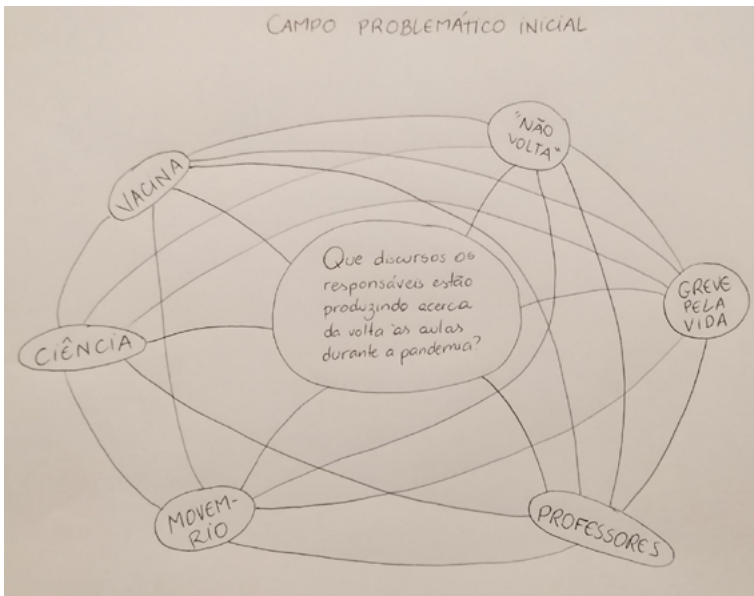 CAMPO PROBLEMÁTICO INICIAL
"NÃO
VOLTA"
VACINA
Que discursos os
responsáveis estão
produzindo acerca
da volta às aulas
durante a pandemia?
GREVE
PELA
VIDA
CIÊNCIA
MOVEM-
RIO
PROFESSORES